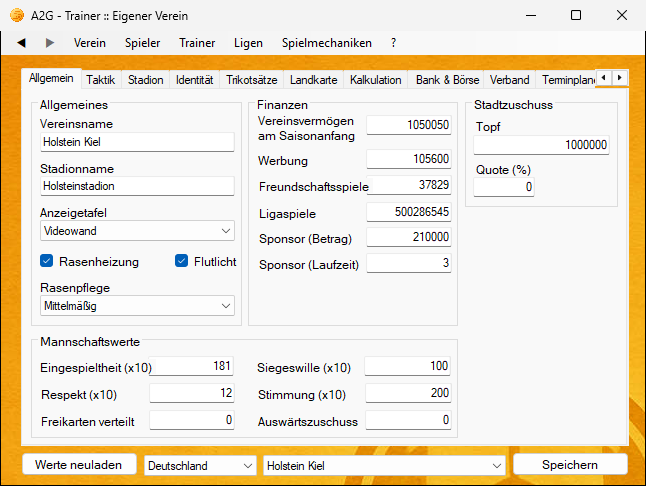 A2G - Trainer :: Eigener Verein
Verein Spieler Trainer Ligen Spielmechaniken ?
Allgemein Taktik Stadion Identität Trikotsätze Landkarte Kalkulation Bank & Börse Verband
Allgemeines
Vereinsname
Holstein Kiel
Stadionname
Holsteinstadion
Anzeigetafel
Videowand
Rasenheizung Flutlicht
Rasenpflege
Mittelmäßig
Finanzen
Vereinsvermögen
am Saisonanfang 1050050
Werbung 105600
Freundschaftsspiele 37829
Ligaspiele 500286545
Sponsor (Betrag) 210000
Sponsor (Laufzeit) 3
Stadtzuschuss
Topf
1000000
Quote (%)
0
Mannschaftswerte
Eingespieltheit (x10) 181 Siegeswille (x10) 100
Respekt (x10) 12 Stimmung (x10) 200
Freikarten verteilt 0 Auswärtszuschuss 0
Werte neuladen Deutschland Holstein Kiel Speichern